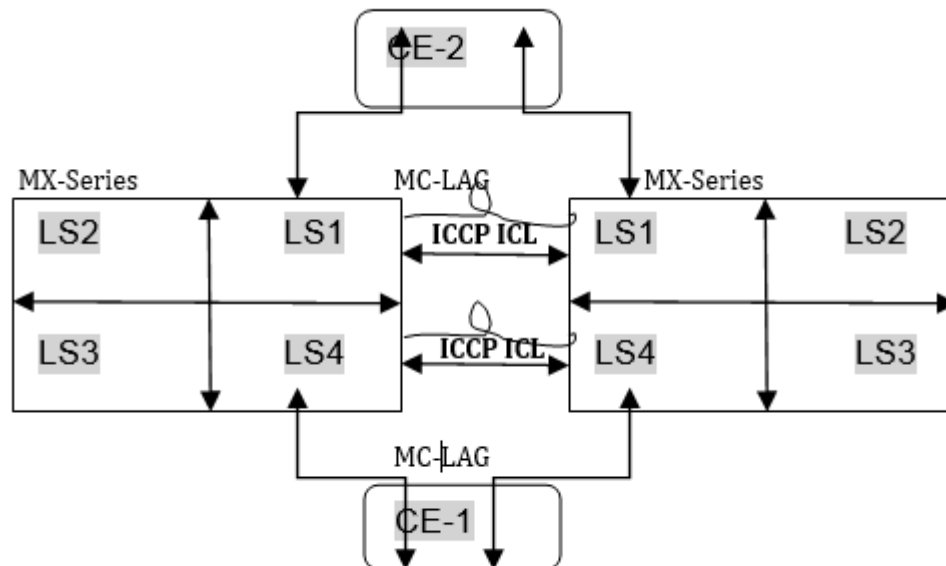 CE-2
MX-Series MC-LAG MX-Series
LS2 LS1 ICCP ICL LS1 LS2
LS3 LS4 ICCP ICL LS4 LS3
MC-LAG
CE-1